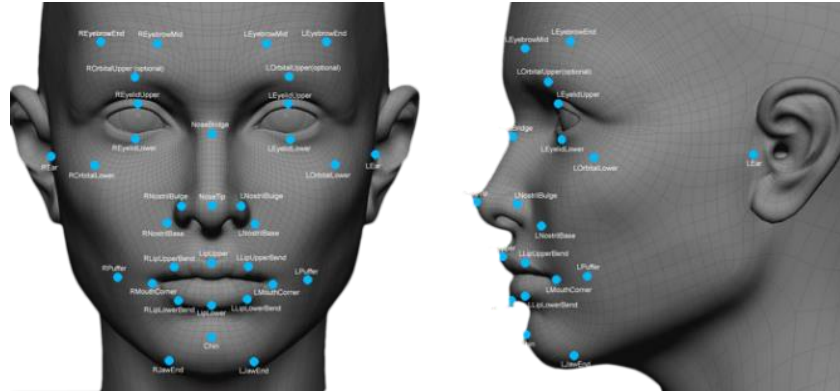 REyebrowEnd
REyebrowMid
LEyebrowMid
LEyebrowEnd
ROrbitalUpper (optional)
LOrbitalUpper(optional)
REyelidUpper
LEyelidUpper
NoseBridge
REyelidLower
LEyelidLower
REar
ROrbitalLower
LOrbitalLower
LEar
RNostrilBulge
NoseTip
LNostrilBulge
RNostrilBase
LNostrilBase
LipUpper
RLipUpperBend
LLipUpperBend
RPuffer
LPuffer
RMouthCorner
LMouthCorner
RLipLowerBend
LipLower
LLipLowerBend
Chin
RJawEnd
LJawEnd
LEyebrowMid
LEyebrowEnd
LOrbitalUpper(optional)
LEyelidUpper
Bridge
LEyelidLower
LOrbitalLower
LEar
LNostrilBulge
LNostrilBase
LLipUpperBend
LPuffer
LMouthCorner
LLipLowerBend
LJawEnd